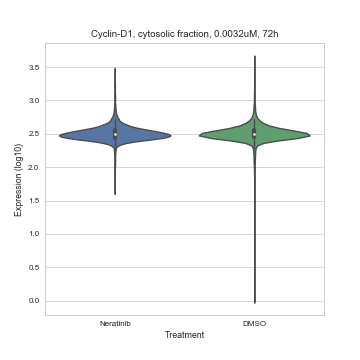 Cyclin-D1, cytosolic fraction, 0.0032uM, 72h
3.5
3.0
2.5
2.0
1.5
1.0
0.5
0.0
Expression (log10)
Neratinib DMSO
Treatment